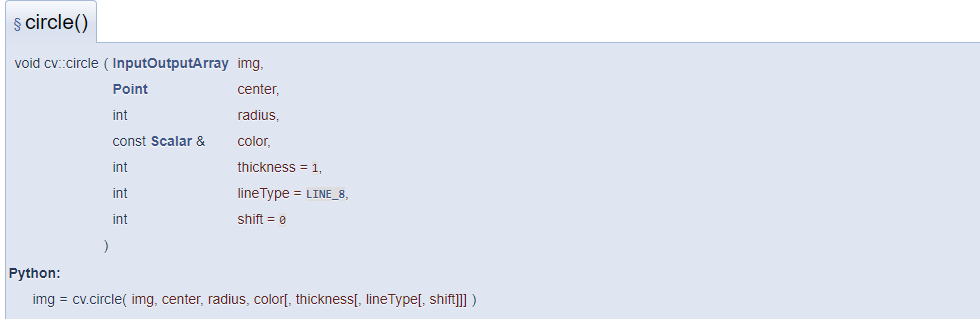 § circle()
void cv::circle ( InputOutputArray img,
Point center,
int radius,
const Scalar & color,
int thickness = 1,
int lineType = LINE_8,
int shift = 0
)
Python:
img = cv.circle( img, center, radius, color[, thickness[, lineType[, shift]]] )